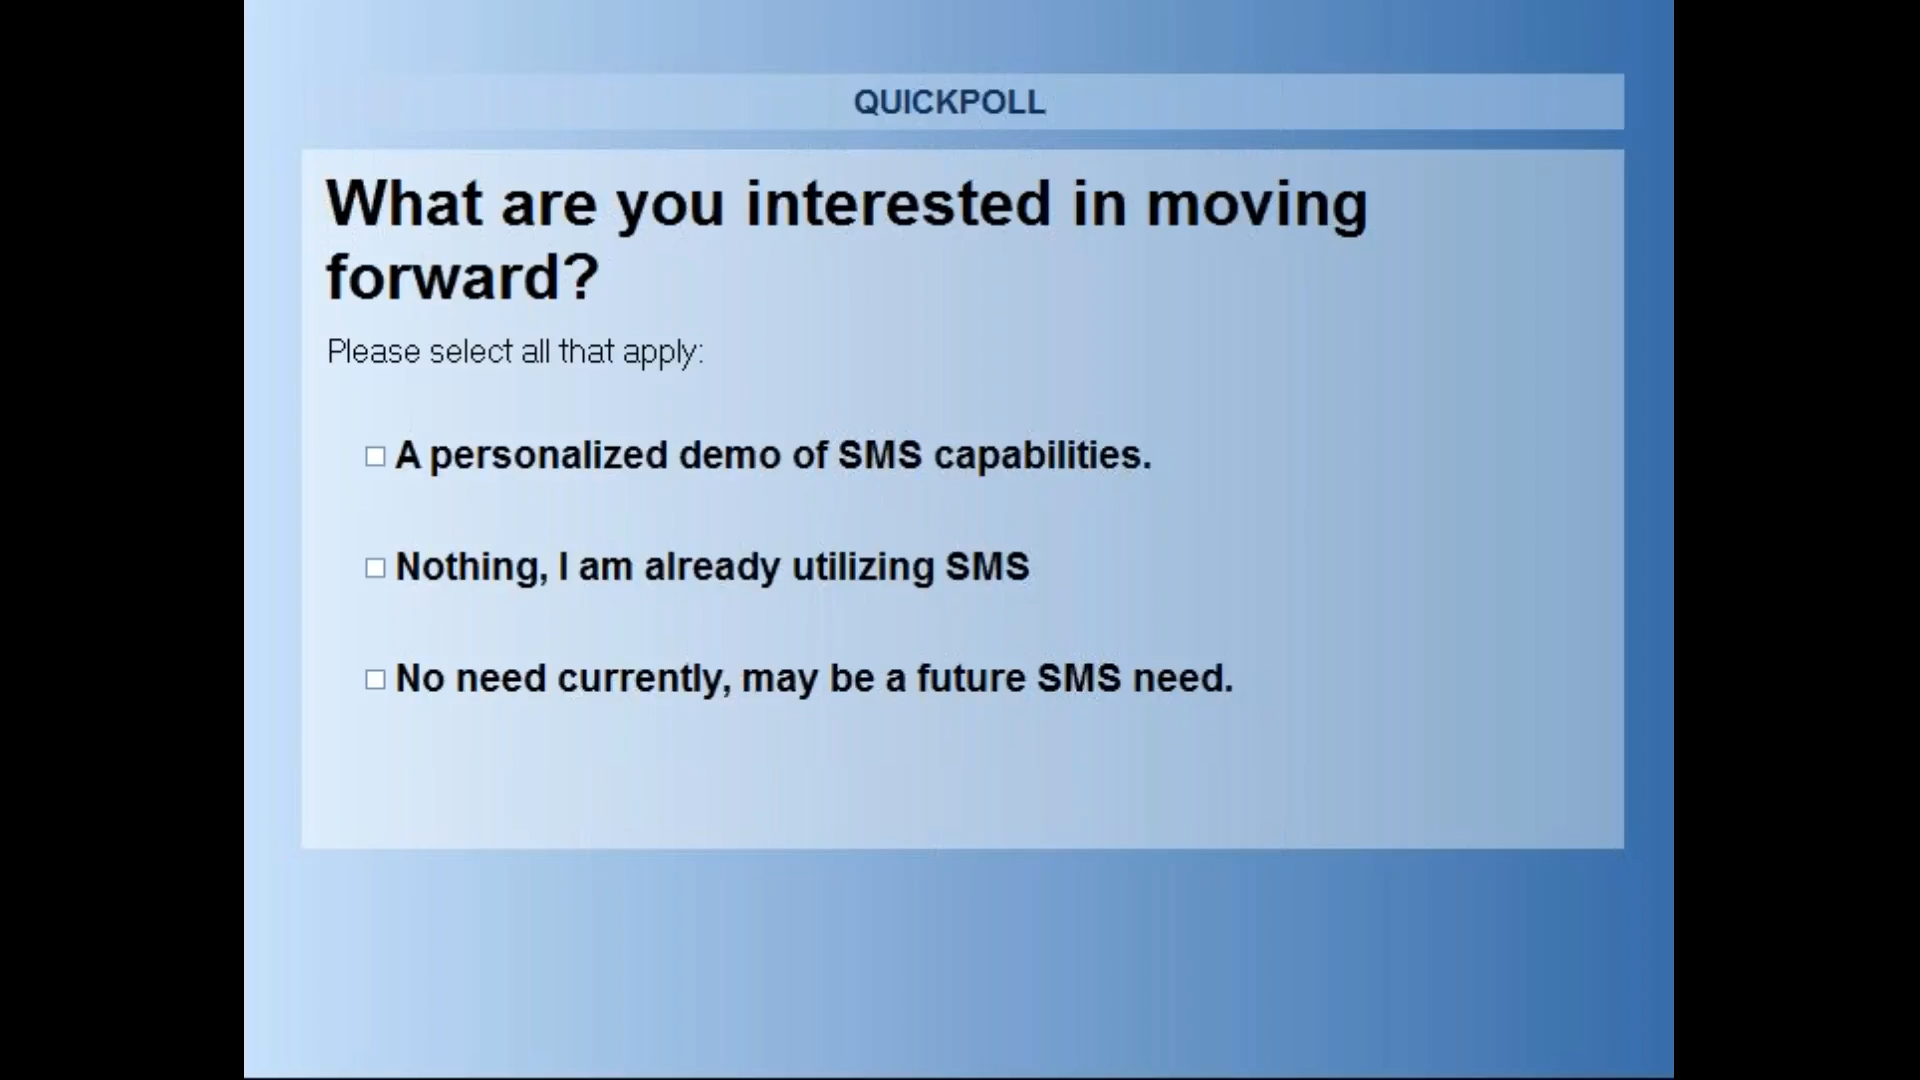 QUICKPOLL
What are you interested in moving
forward?
Please select all that apply:
A personalized demo of SMS capabilities.
Nothing, I am already utilizing SMS
No need currently, may be a future SMS need.